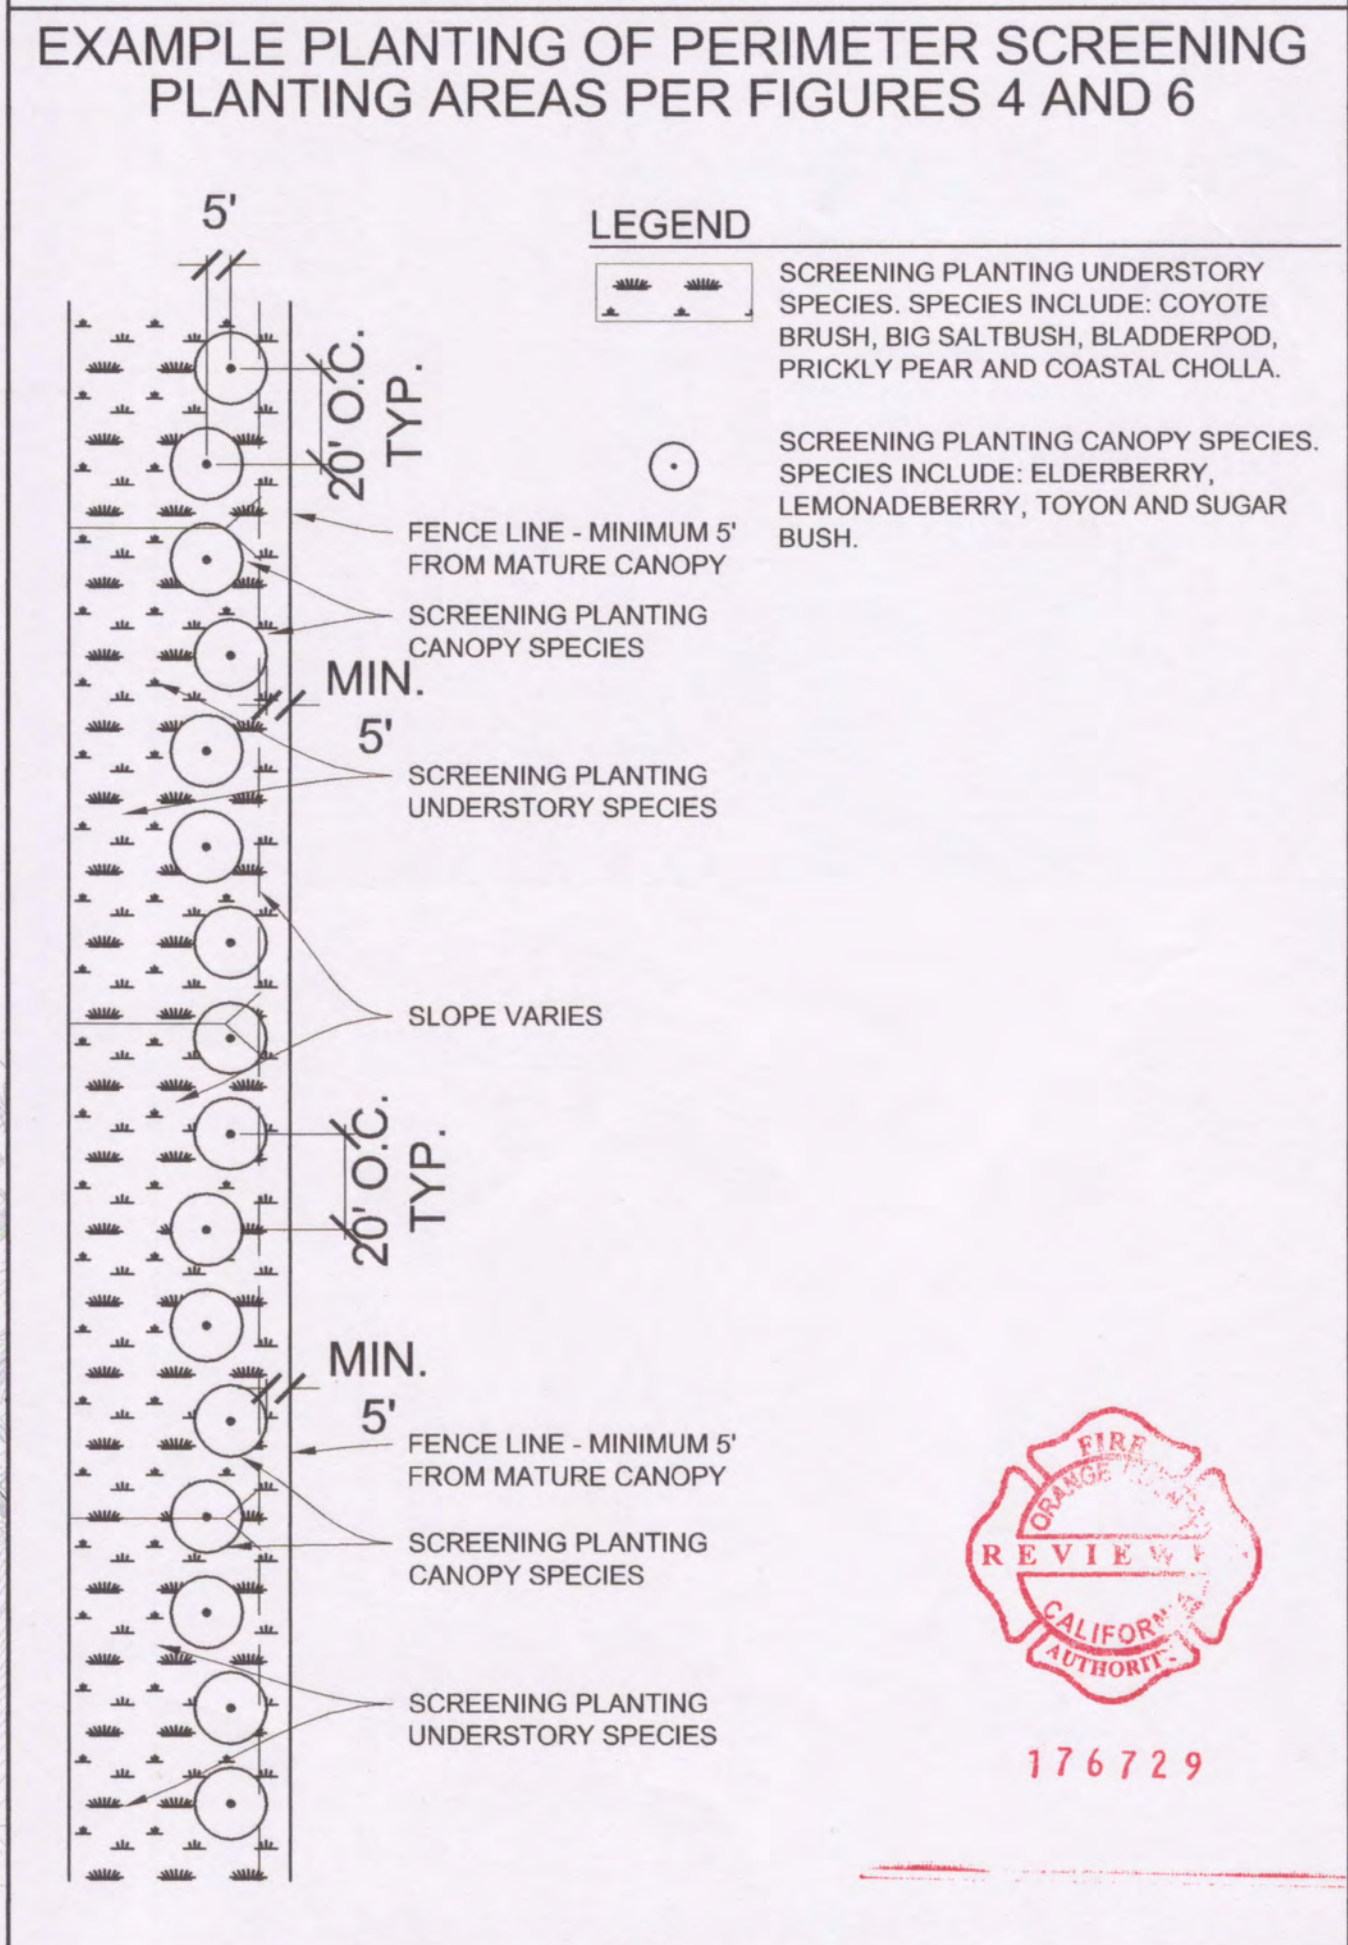 EXAMPLE PLANTING OF PERIMETER SCREENING
PLANTING AREAS PER FIGURES 4 AND 6
5'
LEGEND
SCREENING PLANTING UNDERSTORY
SPECIES. SPECIES INCLUDE: COYOTE
BRUSH, BIG SALTBUSH, BLADDERPOD,
PRICKLY PEAR AND COASTAL CHOLLA.
SCREENING PLANTING CANOPY SPECIES.
SPECIES INCLUDE: ELDERBERRY,
LEMONADEBERRY, TOYON AND SUGAR
BUSH.
20' O.C.
TYP.
FENCE LINE - MINIMUM 5'
FROM MATURE CANOPY
SCREENING PLANTING
CANOPY SPECIES
MIN.
5'
SCREENING PLANTING
UNDERSTORY SPECIES
SLOPE VARIES
20' O.C.
TYP.
MIN.
5'
FENCE LINE - MINIMUM 5'
FROM MATURE CANOPY
SCREENING PLANTING
CANOPY SPECIES
SCREENING PLANTING
UNDERSTORY SPECIES
FIRE
ORANGE
CALIFORN
AUTHORIT
176729